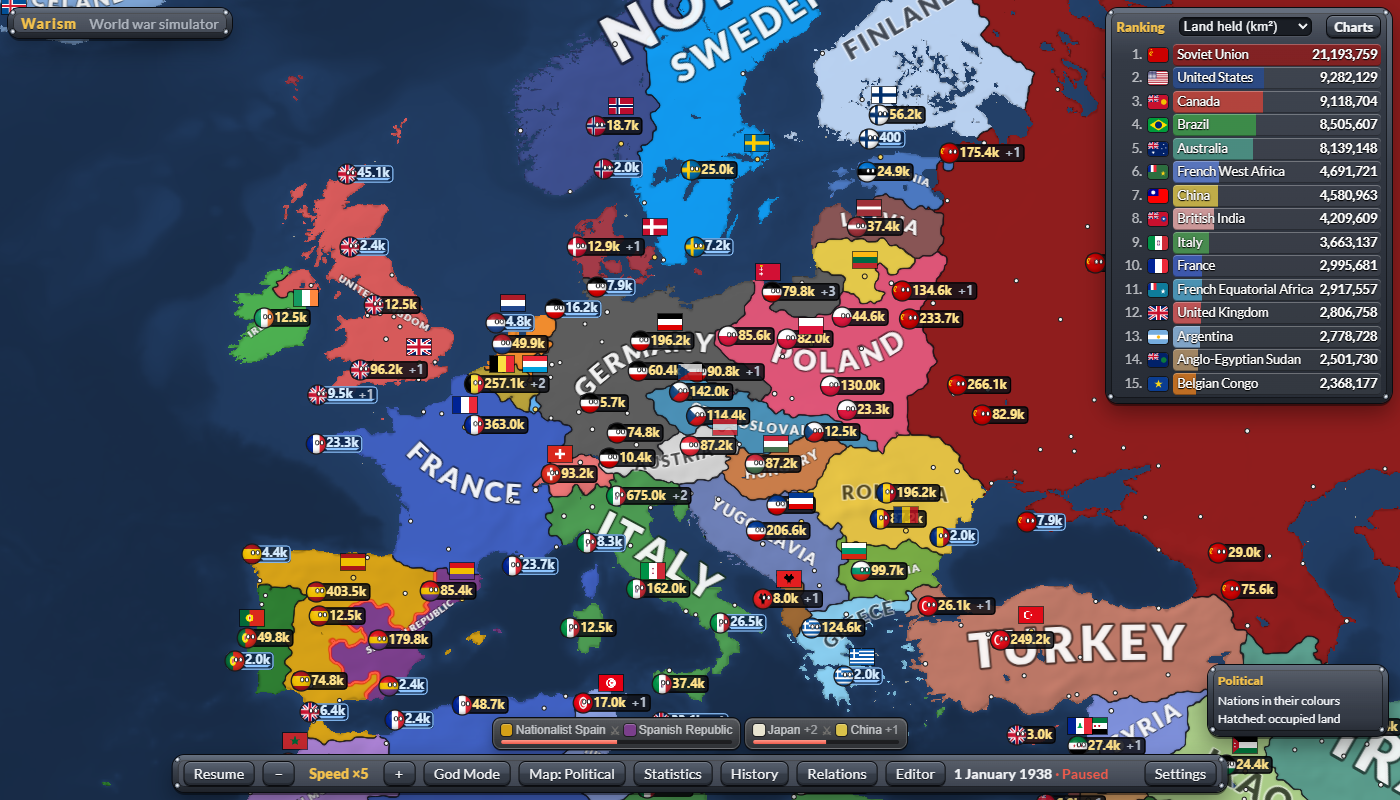 Warism World war simulator
Ranking Land held (km²) Charts
1. Soviet Union 21,193,759
2. United States 9,282,129
3. Canada 9,118,704
4. Brazil 8,505,607
5. Australia 8,139,148
6. French West Africa 4,691,721
7. China 4,580,963
8. British India 4,209,609
9. Italy 3,663,137
10. France 2,995,681
11. French Equatorial Africa 2,917,557
12. United Kingdom 2,806,758
13. Argentina 2,778,728
14. Anglo-Egyptian Sudan 2,501,730
15. Belgian Congo 2,368,177
SWEDEN
FINLAND
56.2k
400
18.7k
175.4k +1
45.1k
2.0k
25.0k
24.9k
LATVIA
37.4k
2.4k
12.9k +1
7.2k
7.9k
79.8k +3
134.6k +1
UNITED KINGDOM
12.5k
12.5k
16.2k
4.8k
44.6k
233.7k
49.9k
GERMANY
196.2k
85.6k
82.0k
POLAND
96.2k +1
60.4k
90.8k +1
257.1k +2
142.0k
130.0k
266.1k
9.5k +1
5.7k
114.4k
23.3k
82.9k
363.0k
23.3k
74.8k
12.5k
87.2k
AUSTRIA
10.4k
87.2k
HUNGARY
FRANCE
93.2k
675.0k +2
ROMANIA
196.2k
YUGOSLAVIA
206.6k
7.9k
2.0k
ITALY
8.3k
4.4k
23.7k
99.7k
29.0k
403.5k
85.4k
162.0k
8.0k +1
75.6k
12.5k
26.1k +1
49.8k
179.8k
12.5k
26.5k
GREECE
124.6k
TURKEY
249.2k
2.0k
74.8k
2.4k
37.4k
2.0k
6.4k
2.4k
48.7k
17.0k +1
SYRIA
3.0k
27.4k +1
24.4k
Political
Nations in their colours
Hatched: occupied land
Nationalist Spain Spanish Republic
Japan +2 China +1
Resume − Speed ×5 + God Mode Map: Political Statistics History Relations Editor 1 January 1938 · Paused Settings